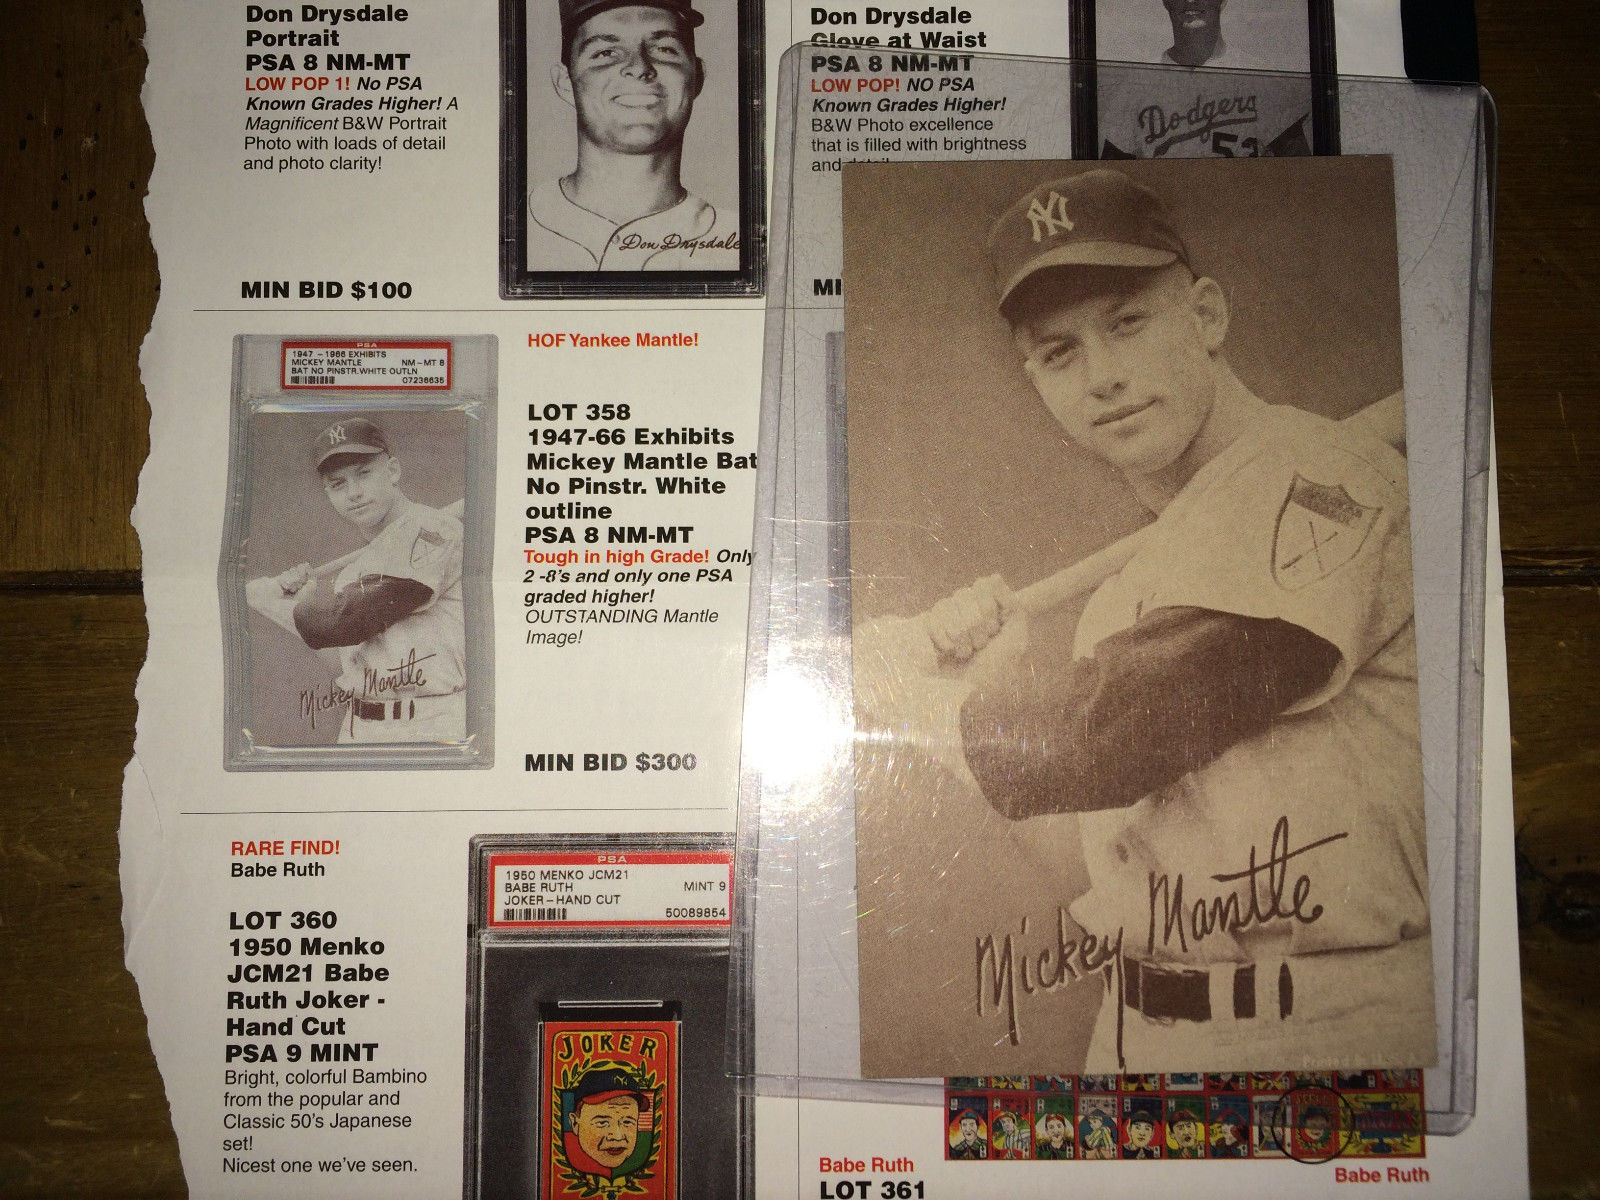 Don Drysdale
Portrait
PSA 8 NM-MT
LOW POP 1! No PSA
Known Grades Higher! A
Magnificent B&W Portrait
Photo with loads of detail
and photo clarity!
MIN BID $100
Don Drysdale
Don Drysdale
Glove at Waist
PSA 8 NM-MT
LOW POP! NO PSA
Known Grades Higher!
B&W Photo excellence
that is filled with brightness
and detail
MI
Dodgers
53
PSA
1947 - 1966 EXHIBITS
MICKEY MANTLE NM-MT 8
BAT NO PINSTR.WHITE OUTLN
07236635
NY
Mickey Mantle
HOF Yankee Mantle!
LOT 358
1947-66 Exhibits
Mickey Mantle Bat
No Pinstr. White
outline
PSA 8 NM-MT
Tough in high Grade! Only
2 -8's and only one PSA
graded higher!
OUTSTANDING Mantle
Image!
MIN BID $300
NY
Mickey Mantle
RARE FIND!
Babe Ruth
LOT 360
1950 Menko
JCM21 Babe
Ruth Joker -
Hand Cut
PSA 9 MINT
Bright, colorful Bambino
from the popular and
Classic 50's Japanese
set!
Nicest one we've seen.
PSA
1950 MENKO JCM21
BABE RUTH MINT 9
JOKER-HAND CUT
50089854
JOKER
NY
Babe Ruth
LOT 361
Babe Ruth